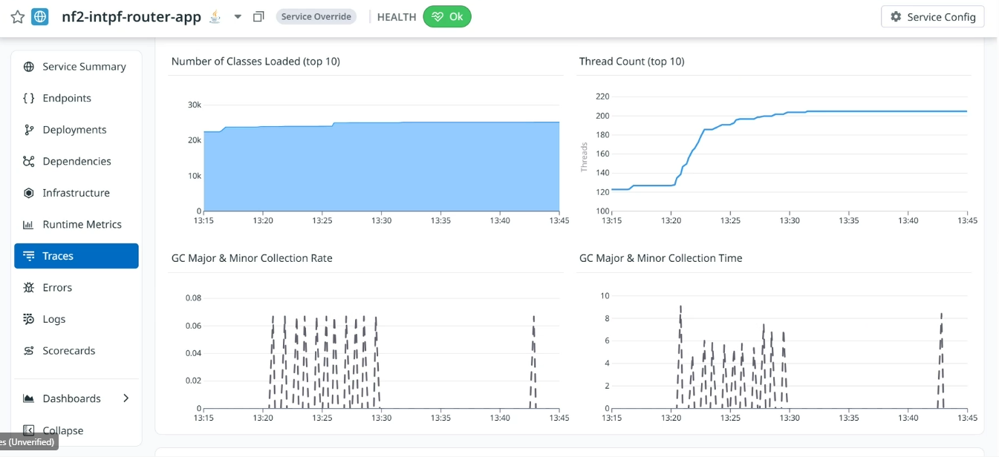 nf2-intpf-router-app Service Override HEALTH Ok Service Config
Service Summary
Endpoints
Deployments
Dependencies
Infrastructure
Runtime Metrics
Traces
Errors
Logs
Scorecards
Dashboards
Collapse
es (Unverified)
Number of Classes Loaded (top 10)
30k
20k
10k
0
13:15 13:20 13:25 13:30 13:35 13:40 13:45
Thread Count (top 10)
Threads
220
200
180
160
140
120
100
13:15 13:20 13:25 13:30 13:35 13:40 13:45
GC Major & Minor Collection Rate
0.08
0.06
0.04
0.02
0
13:15 13:20 13:25 13:30 13:35 13:40 13:45
GC Major & Minor Collection Time
10
8
6
4
2
0
13:15 13:20 13:25 13:30 13:35 13:40 13:45